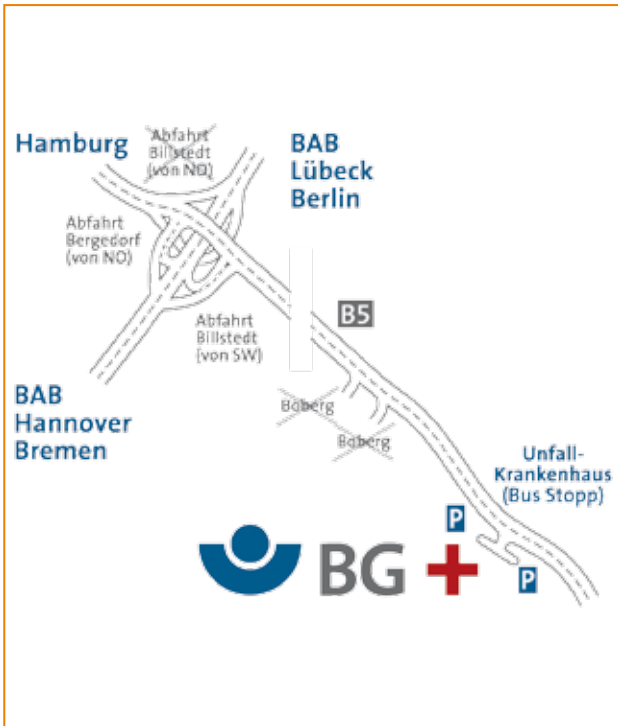 Hamburg
Abfahrt
Billstedt
(von NO)
BAB
Lübeck
Berlin
Abfahrt
Bergedorf
(von NO)
Abfahrt
Billstedt
(von SW)
B5
BAB
Hannover
Bremen
Boberg
Boberg
Unfall-
Krankenhaus
(Bus Stopp)
P
BG
P